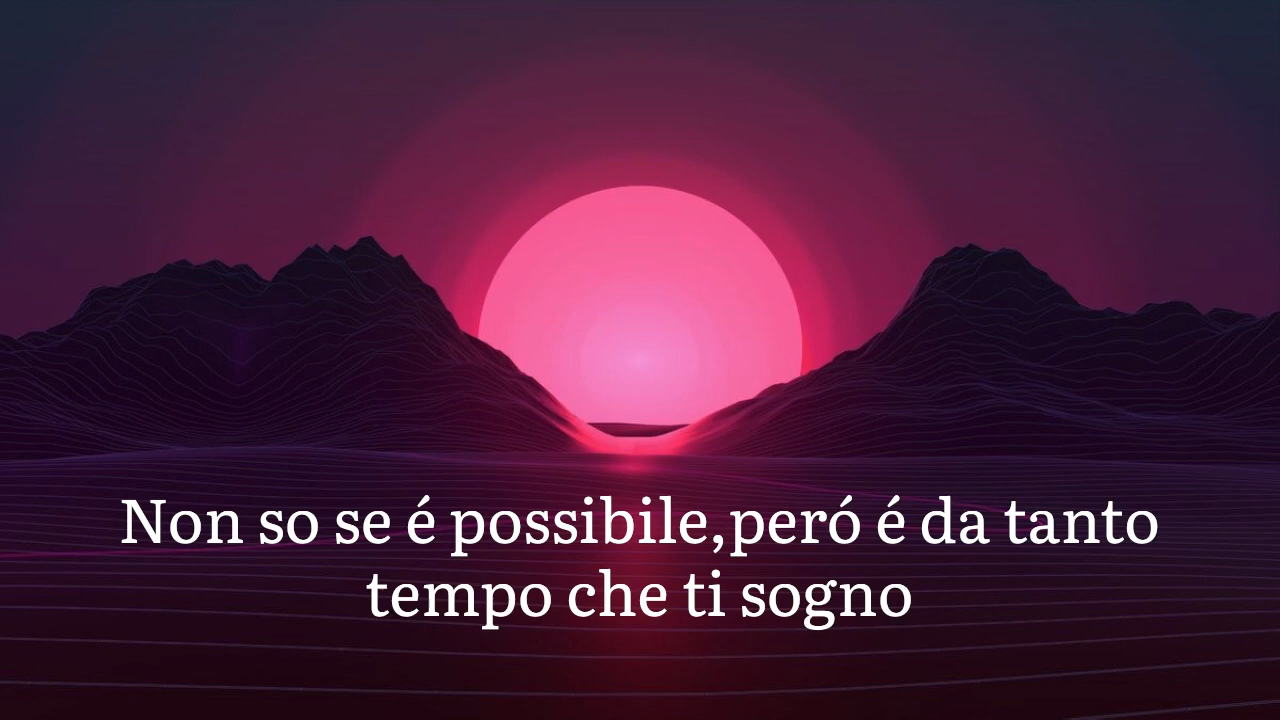 Non so se é possibile,peró é da tanto
tempo che ti sogno